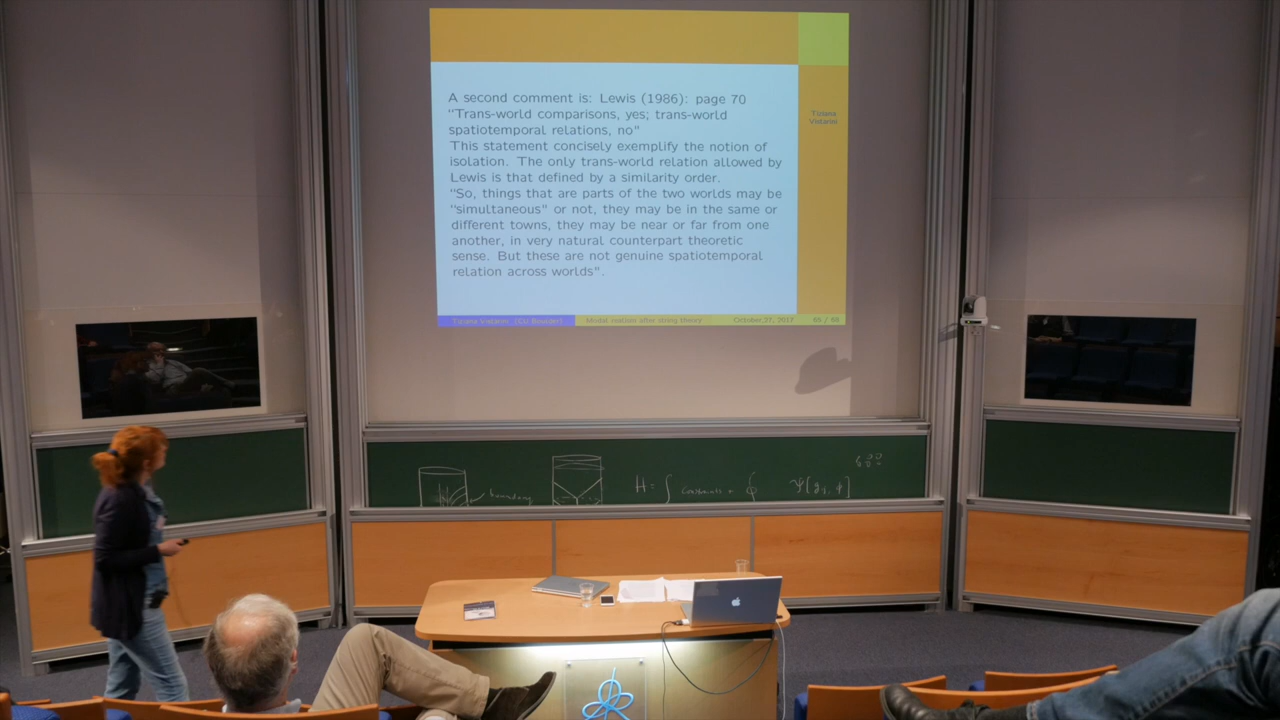 A second comment is: Lewis (1986): page 70
"Trans-world comparisons, yes; trans-world
spatiotemporal relations, no"
This statement concisely exemplify the notion of
isolation. The only trans-world relation allowed by
Lewis is that defined by a similarity order.
"So, things that are parts of the two worlds may be
"simultaneous" or not, they may be in the same or
different towns, they may be near or far from one
another, in very natural counterpart theoretic
sense. But these are not genuine spatiotemporal
relation across worlds".
Tiziana
Vistarini
Tiziana Vistarini (CU Boulder)
Modal realism after string theory
October 27, 2017
65 / 68
boundary
H = ∫ constraints + ∮